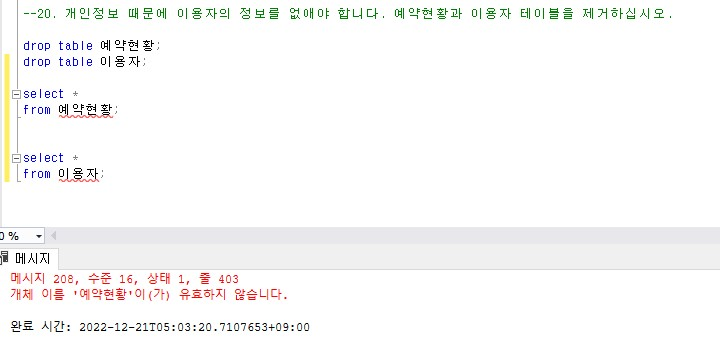 --20. 개인정보 때문에 이용자의 정보를 없애야 합니다. 예약현황과 이용자 테이블을 제거하십시오.
drop table 예약현황;
drop table 이용자;
select *
from 예약현황;
select *
from 이용자;
0 %
메시지
메시지 208, 수준 16, 상태 1, 줄 403
개체 이름 '예약현황'이(가) 유효하지 않습니다.
완료 시간: 2022-12-21T05:03:20.7107653+09:00